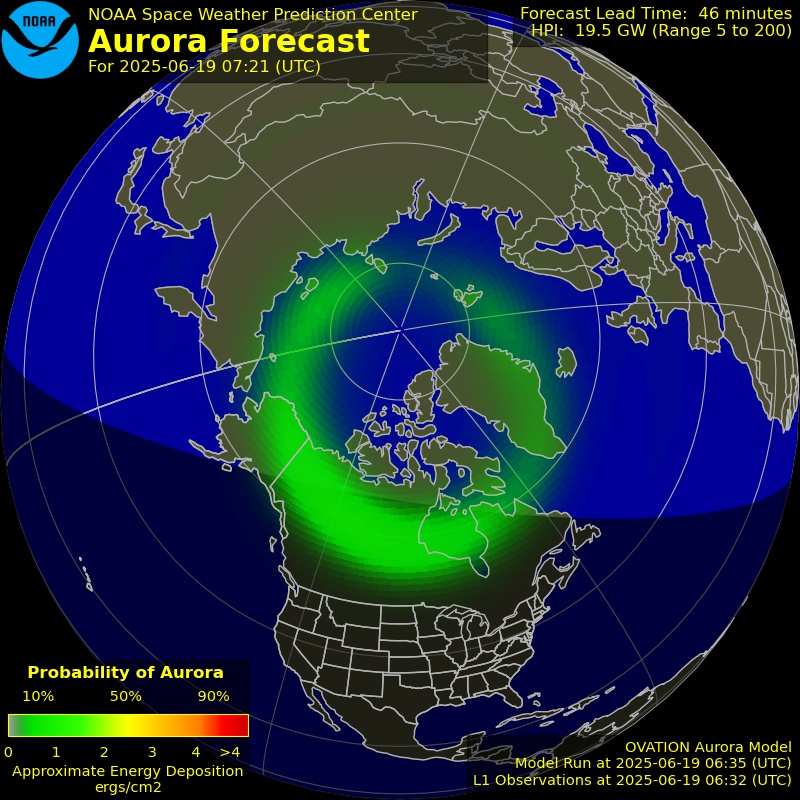 NOAA
NOAA Space Weather Prediction Center
Aurora Forecast
For 2025-06-19 07:21 (UTC)
Forecast Lead Time: 46 minutes
HPI: 19.5 GW (Range 5 to 200)
Probability of Aurora
10% 50% 90%
0 1 2 3 4 >4
Approximate Energy Deposition
ergs/cm2
OVATION Aurora Model
Model Run at 2025-06-19 06:35 (UTC)
L1 Observations at 2025-06-19 06:32 (UTC)